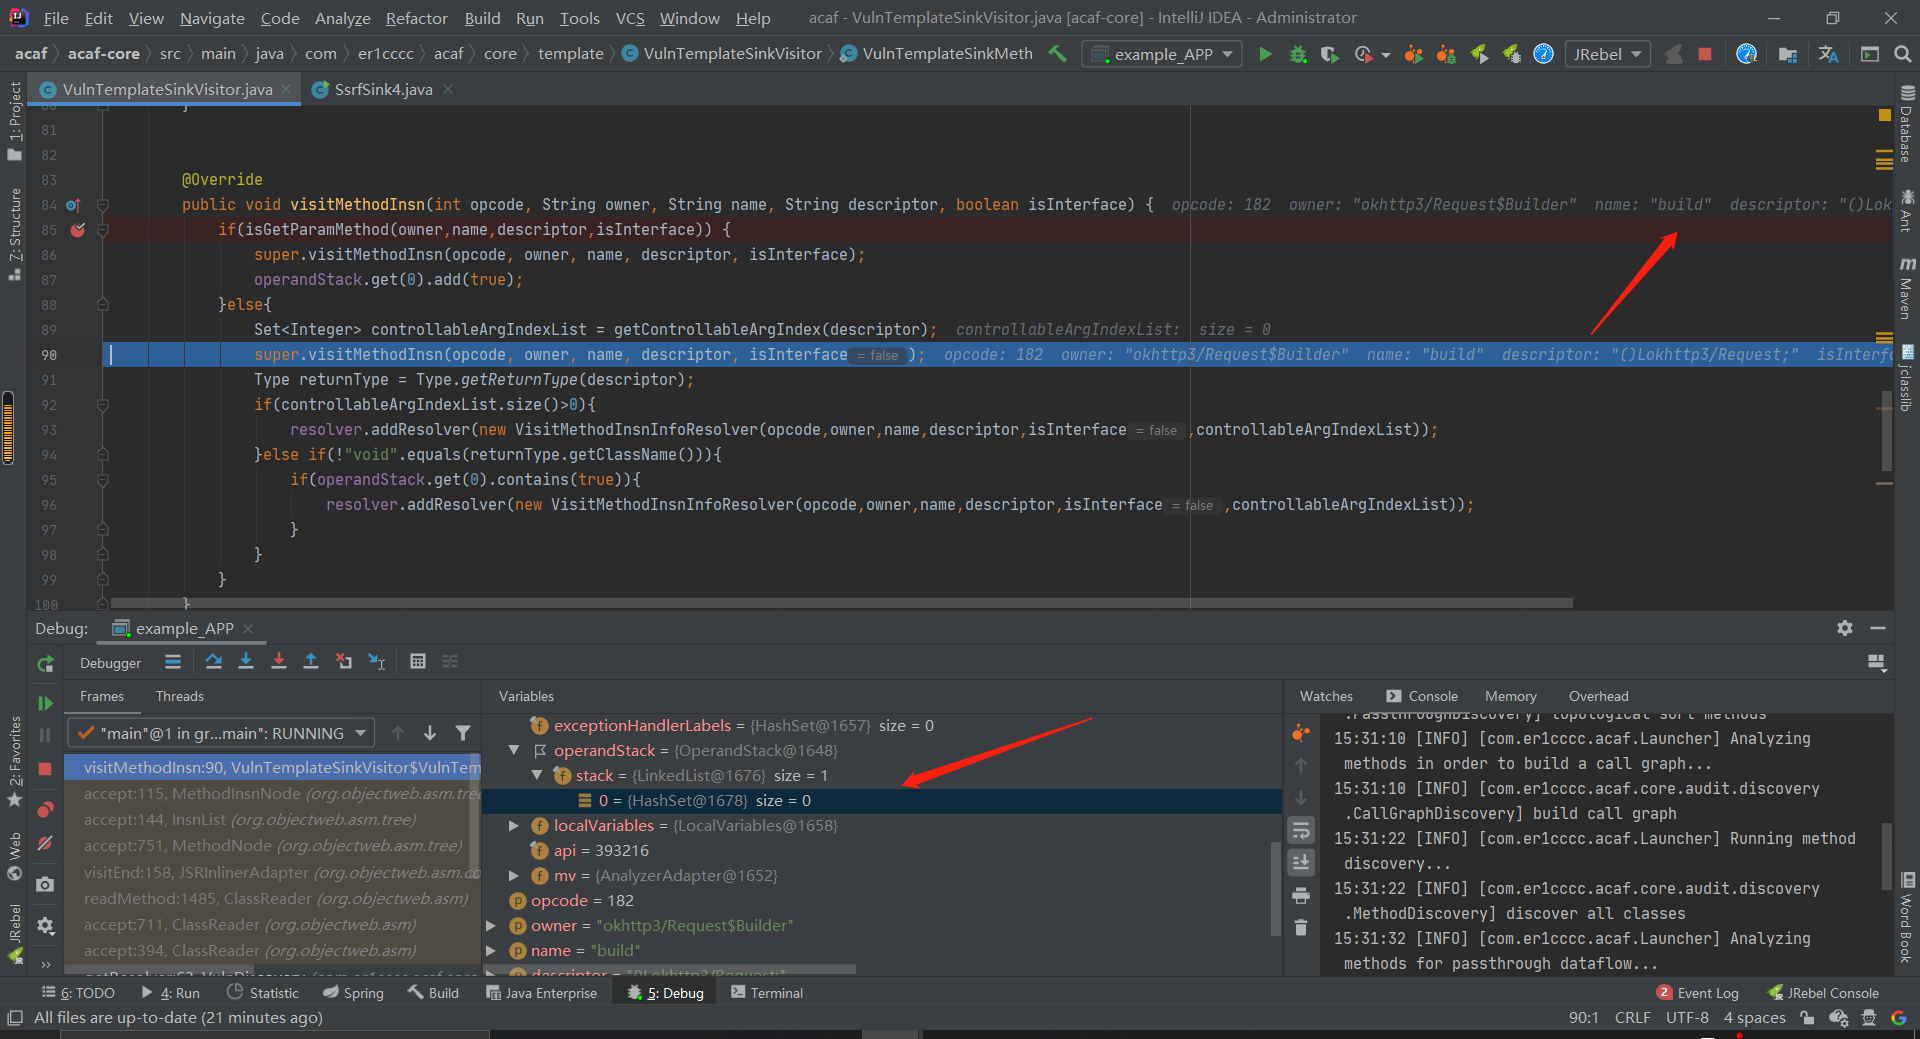 File Edit View Navigate Code Analyze Refactor Build Run Tools VCS Window Help acaf - VulnTemplateSinkVisitor.java [acaf-core] - IntelliJ IDEA - Administrator
acaf acaf-core src main java com er1cccc acaf core template VulnTemplateSinkVisitor VulnTemplateSinkMeth example_APP JRebel
VulnTemplateSinkVisitor.java SsrfSink4.java
1: Project
7: Structure
2: Favorites
Web
JRebel
Database
Ant
Maven
jclasslib
Word Book
81
82
83 @Override
84 public void visitMethodInsn(int opcode, String owner, String name, String descriptor, boolean isInterface) { opcode: 182 owner: "okhttp3/Request$Builder" name: "build" descriptor: "()Lok
85 if(isGetParamMethod(owner,name,descriptor,isInterface)) {
86 super.visitMethodInsn(opcode, owner, name, descriptor, isInterface);
87 operandStack.get(0).add(true);
88 }else{
89 Set<Integer> controllableArgIndexList = getControllableArgIndex(descriptor); controllableArgIndexList: size = 0
90 super.visitMethodInsn(opcode, owner, name, descriptor, isInterface = false ); opcode: 182 owner: "okhttp3/Request$Builder" name: "build" descriptor: "()Lokhttp3/Request;" isInterfa
91 Type returnType = Type.getReturnType(descriptor);
92 if(controllableArgIndexList.size()>0){
93 resolver.addResolver(new VisitMethodInsnInfoResolver(opcode,owner,name,descriptor,isInterface = false ,controllableArgIndexList));
94 }else if(!"void".equals(returnType.getClassName())){
95 if(operandStack.get(0).contains(true)){
96 resolver.addResolver(new VisitMethodInsnInfoResolver(opcode,owner,name,descriptor,isInterface = false ,controllableArgIndexList));
97 }
98 }
99 }
100 }
Debug: example_APP
Debugger
Frames Threads
"main"@1 in gr...main": RUNNING
visitMethodInsn:90, VulnTemplateSinkVisitor$VulnTem
accept:115, MethodInsnNode (org.objectweb.asm.tree
accept:144, InsnList (org.objectweb.asm.tree)
accept:751, MethodNode (org.objectweb.asm.tree)
visitEnd:158, JSRInlinerAdapter (org.objectweb.asm.co
readMethod:1485, ClassReader (org.objectweb.asm)
accept:711, ClassReader (org.objectweb.asm)
accept:394, ClassReader (org.objectweb.asm)
Variables
exceptionHandlerLabels = {HashSet@1657} size = 0
operandStack = {OperandStack@1648}
stack = {LinkedList@1676} size = 1
0 = {HashSet@1678} size = 0
localVariables = {LocalVariables@1658}
api = 393216
mv = {AnalyzerAdapter@1652}
opcode = 182
owner = "okhttp3/Request$Builder"
name = "build"
descriptor = "()Lokhttp3/Request;"
Watches Console Memory Overhead
.PassthroughDiscovery] topological sort methods
15:31:10 [INFO] [com.er1cccc.acaf.Launcher] Analyzing
methods in order to build a call graph...
15:31:10 [INFO] [com.er1cccc.acaf.core.audit.discovery
.CallGraphDiscovery] build call graph
15:31:22 [INFO] [com.er1cccc.acaf.Launcher] Running method
discovery...
15:31:22 [INFO] [com.er1cccc.acaf.core.audit.discovery
.MethodDiscovery] discover all classes
15:31:32 [INFO] [com.er1cccc.acaf.Launcher] Analyzing
methods for passthrough dataflow...
6: TODO 4: Run Statistic Spring Build Java Enterprise 5: Debug Terminal 2 Event Log JRebel Console
All files are up-to-date (21 minutes ago) 90:1 CRLF UTF-8 4 spaces